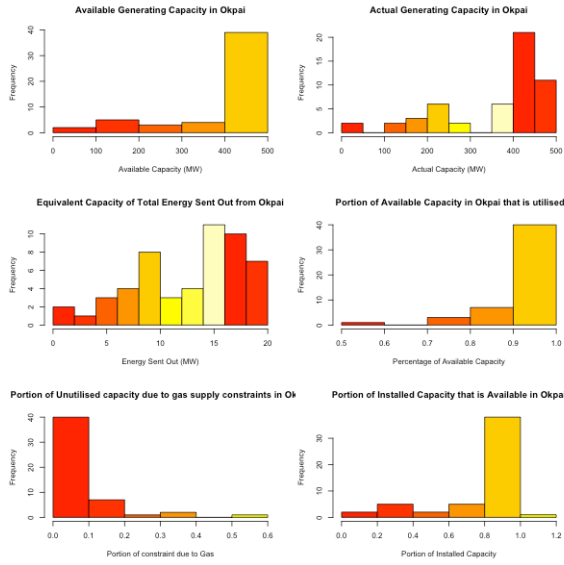 Available Generating Capacity in Okpai
Frequency
0 10 20 30 40
0 100 200 300 400 500
Available Capacity (MW)
Actual Generating Capacity in Okpai
Frequency
0 5 10 15 20
0 100 200 300 400 500
Actual Capacity (MW)
Equivalent Capacity of Total Energy Sent Out from Okpai
Frequency
0 2 4 6 8 10
0 5 10 15 20
Energy Sent Out (MW)
Portion of Available Capacity in Okpai that is utilised
Frequency
0 10 20 30 40
0.5 0.6 0.7 0.8 0.9 1.0
Percentage of Available Capacity
Portion of Unutilised capacity due to gas supply constraints in Ok
Frequency
0 10 20 30 40
0.0 0.1 0.2 0.3 0.4 0.5 0.6
Portion of constraint due to Gas
Portion of Installed Capacity that is Available in Okpa
Frequency
0 10 20 30
0.0 0.2 0.4 0.6 0.8 1.0 1.2
Portion of Installed Capacity